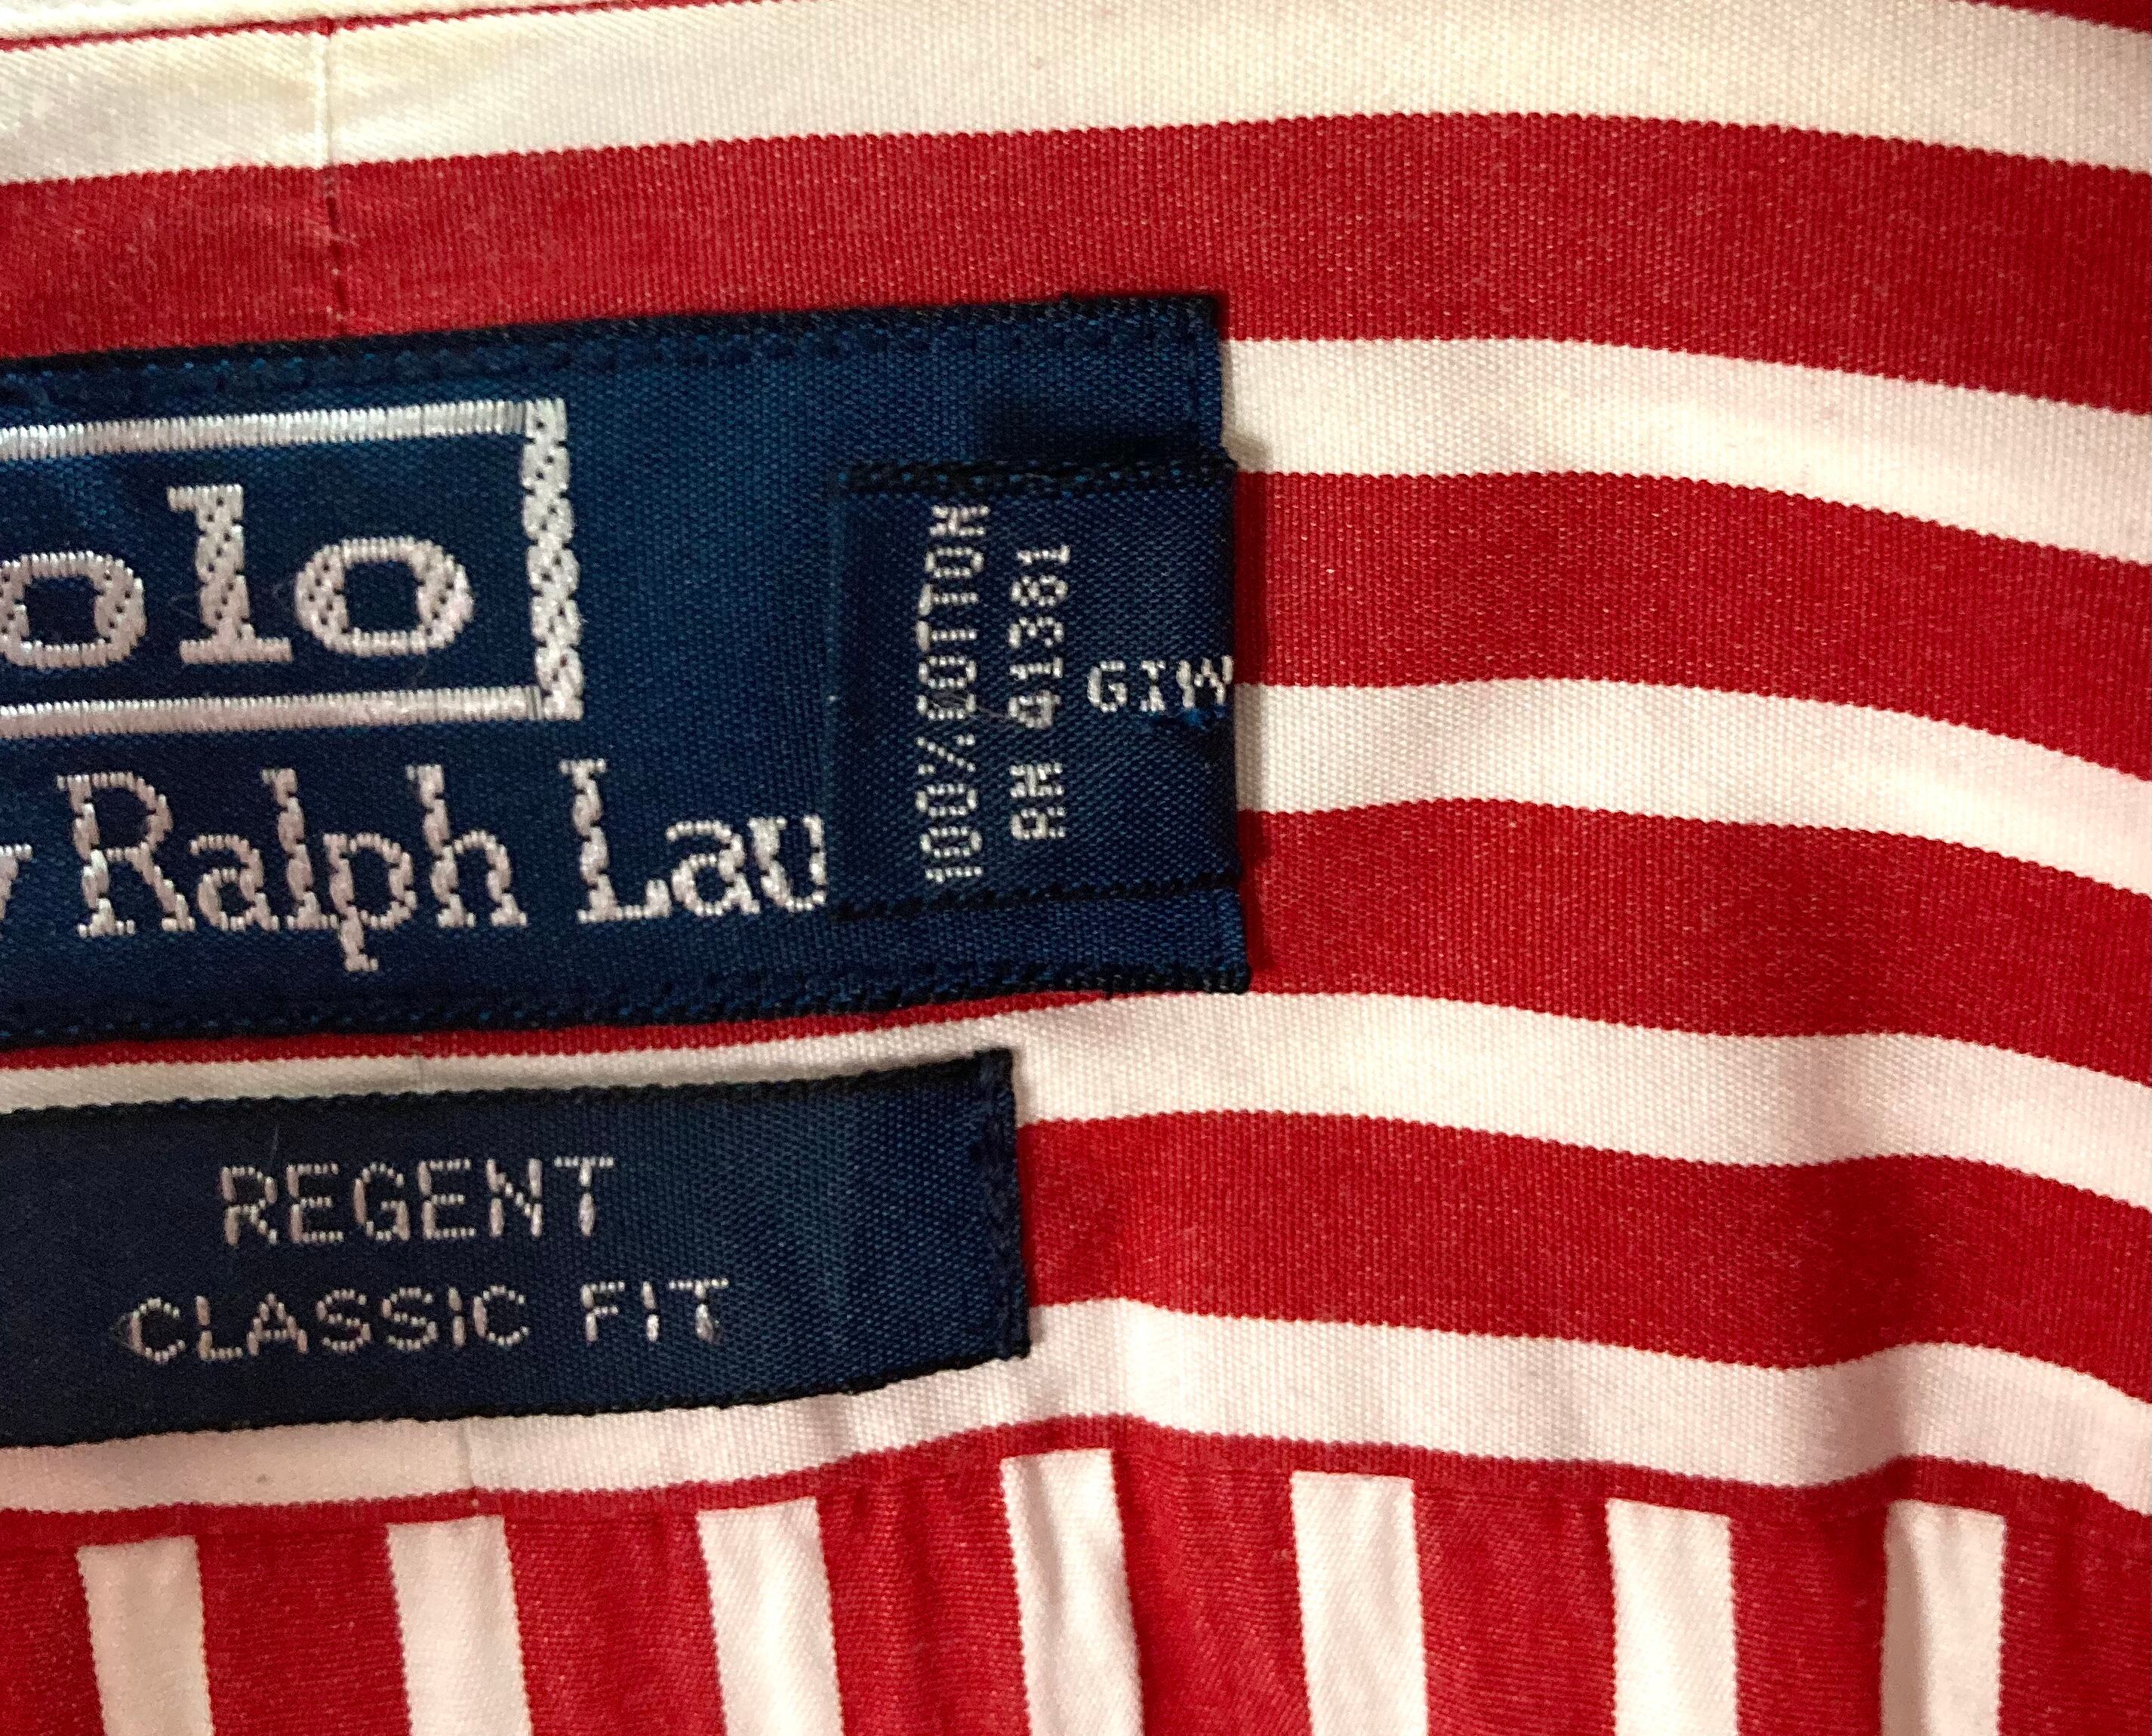 olo
y Ralph Lau
100% COTTON
RN 41381
GIW
REGENT
CLASSIC FIT